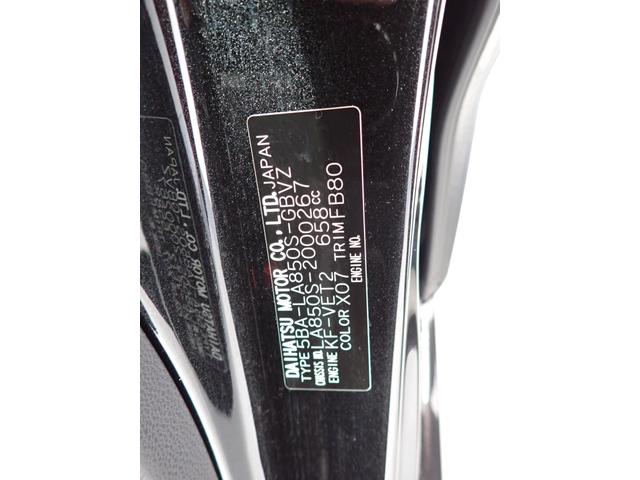 DAIHATSU MOTOR CO., LTD. JAPAN
TYPE 5BA-LA850S-GBVZ
CHASSIS NO. LA850S-2000267
ENGINE KF-VET2 658cc
COLOR X07 TRIM FB80
ENGINE NO.